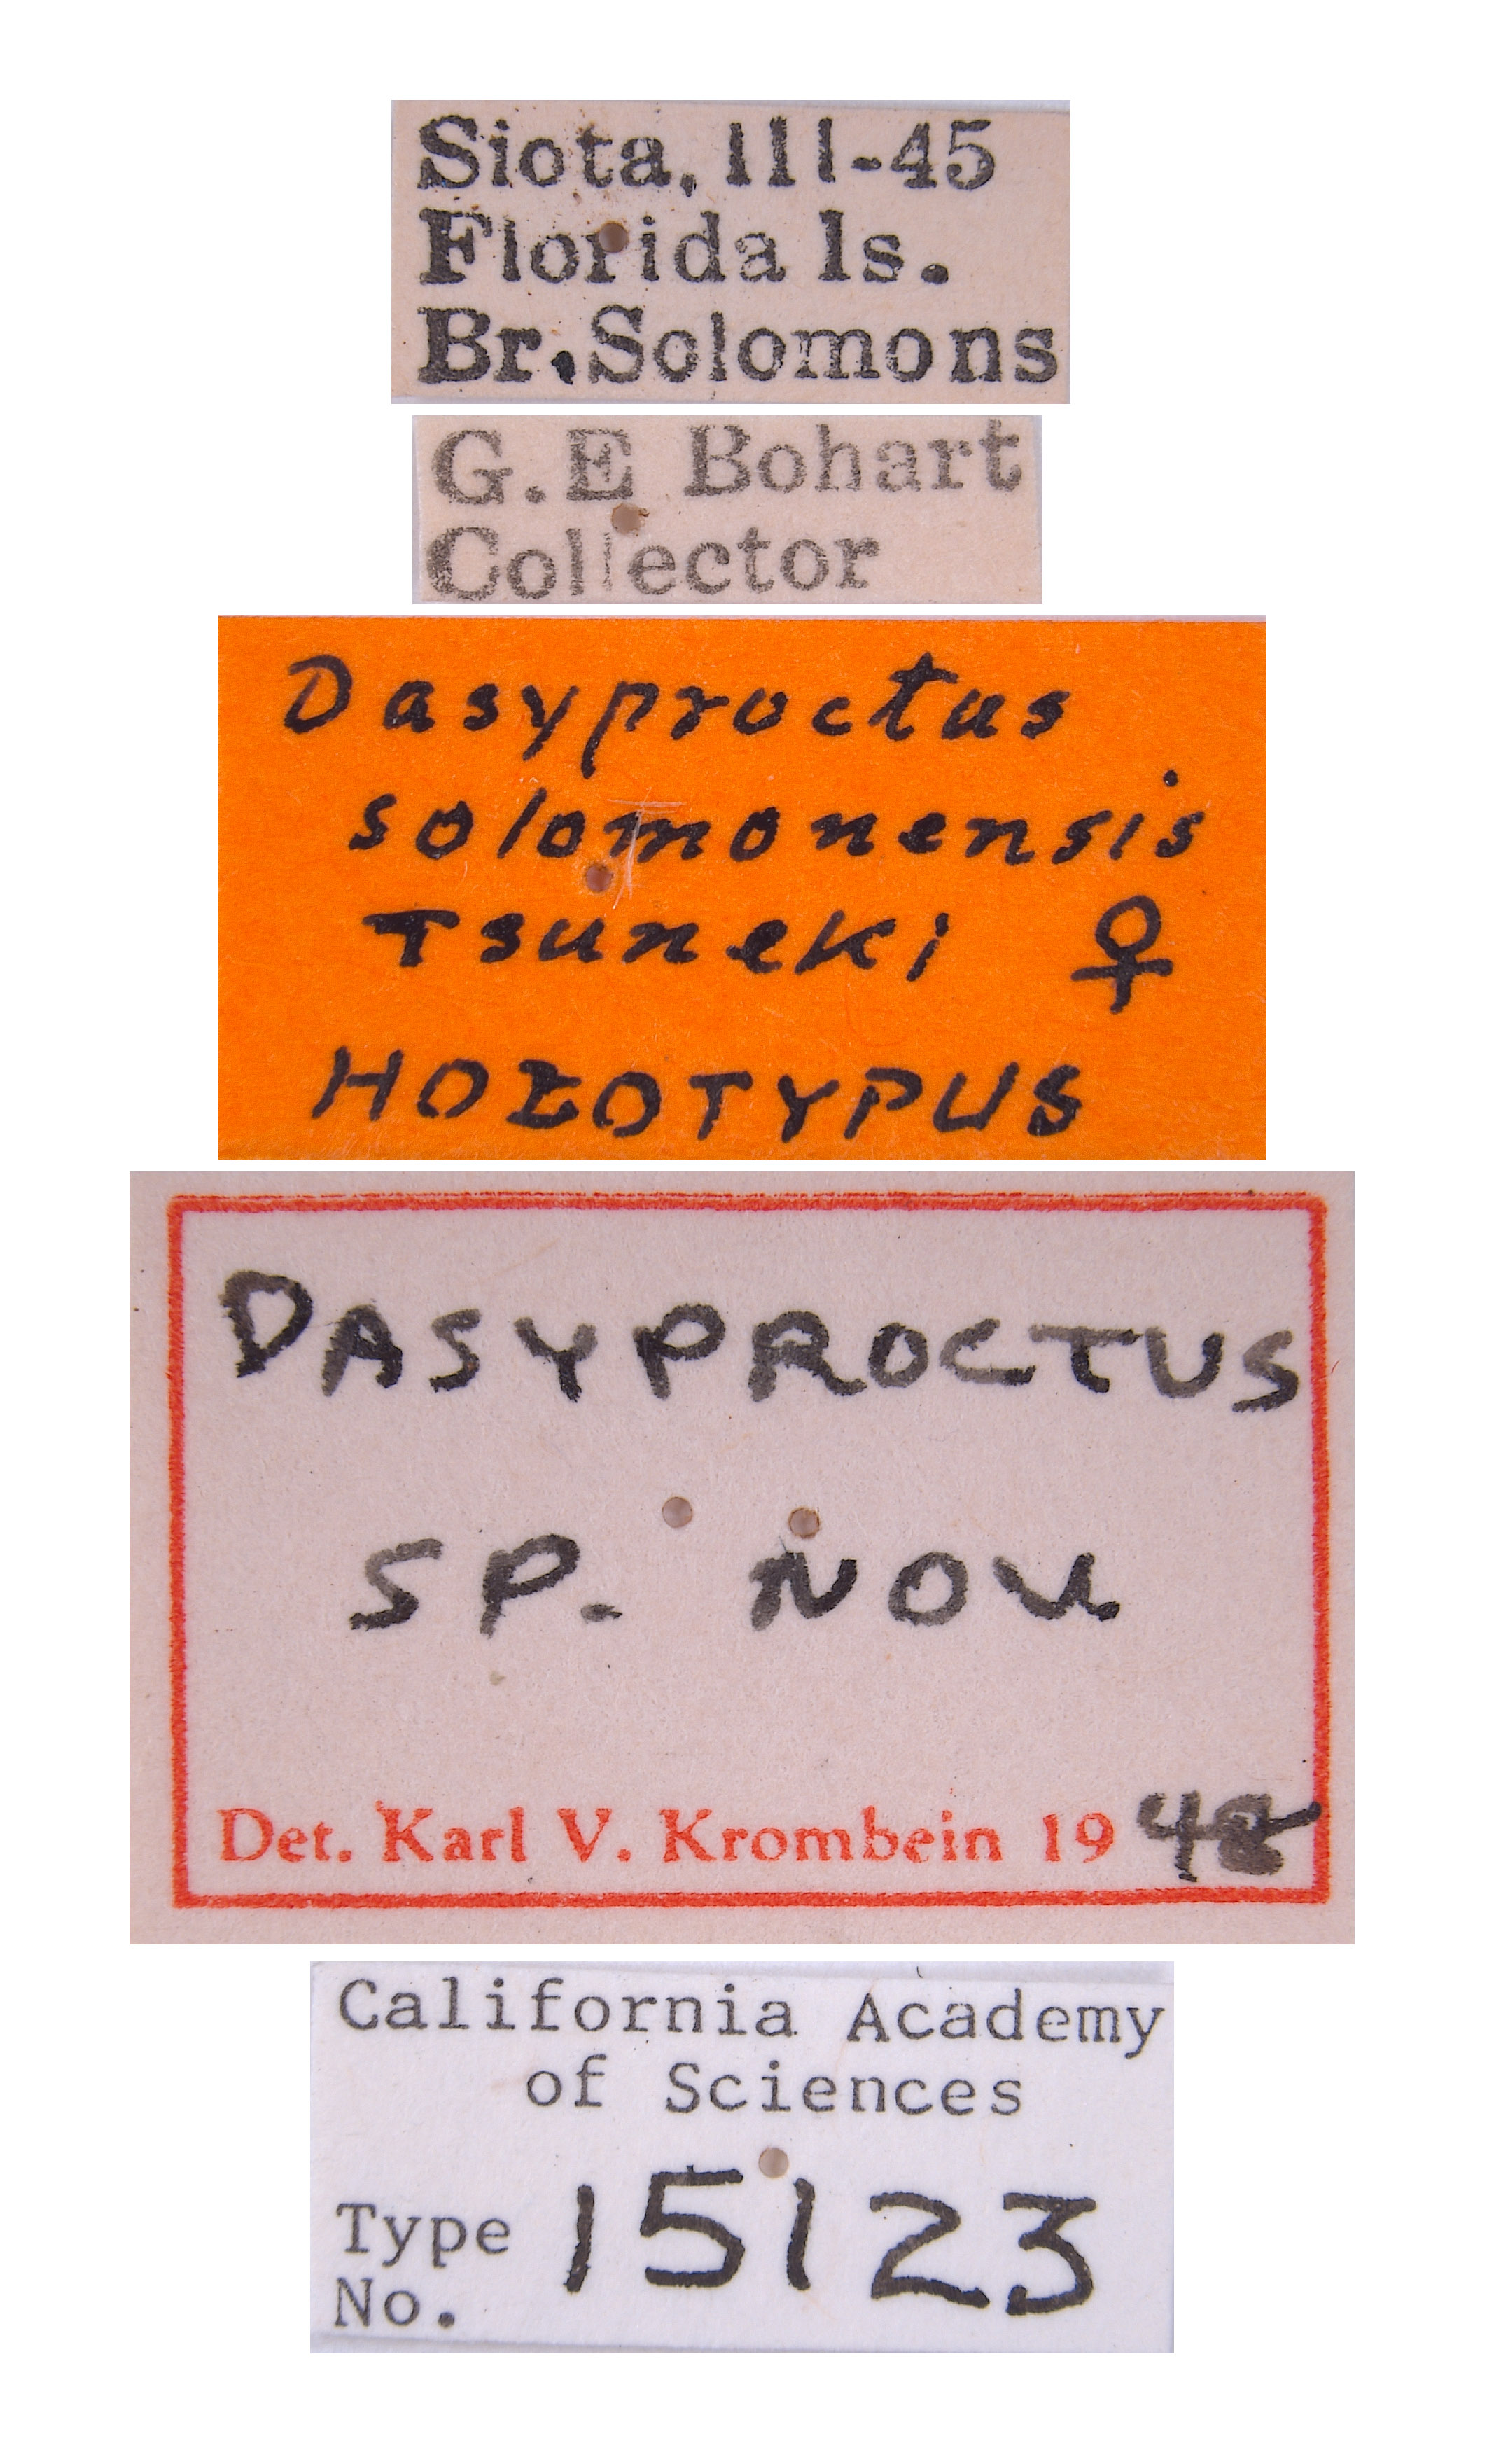 Siota, III-45
Florida Is.
Br. Solomons
G. E Bohart
Collector
Dasyproctus
solomonensis
Tsuneki ♀
HOLOTYPUS
DASYPROCTUS
SP. NOV
Det. Karl V. Krombein 1948
California Academy
of Sciences
Type No. 15123